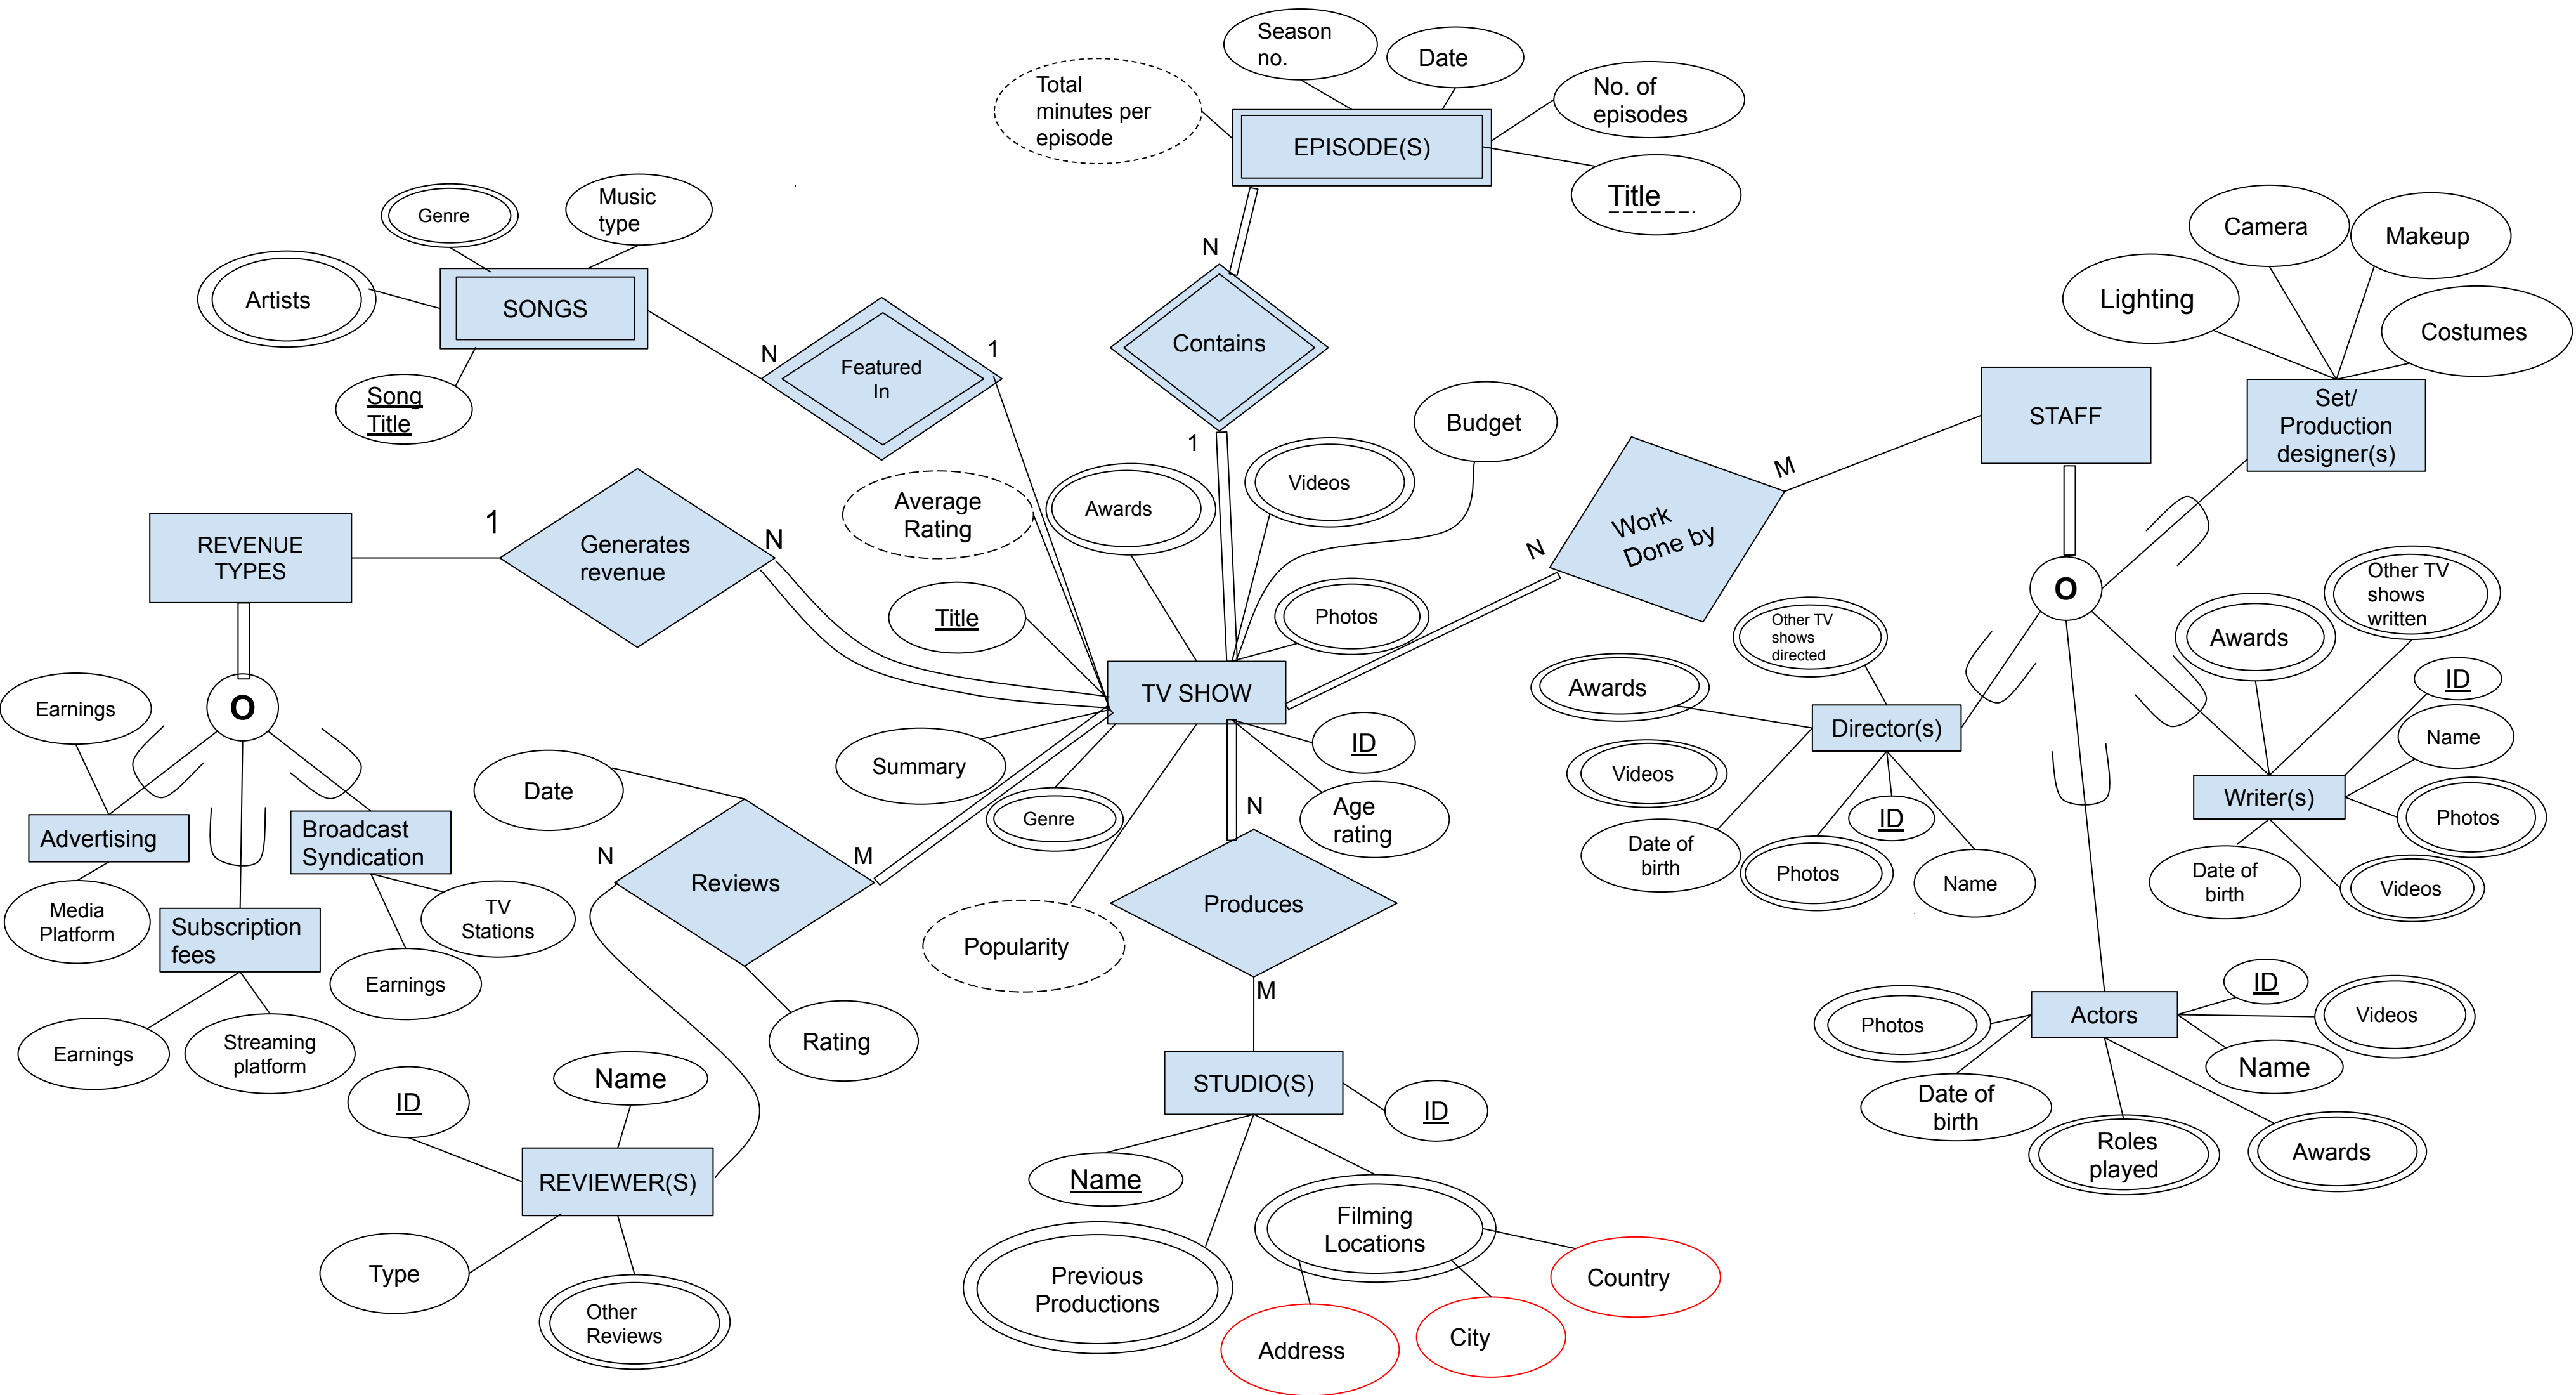 Season
no.
Date
Total
minutes per
episode
No. of
episodes
EPISODE(S)
Title
Genre
Music
type
Artists
SONGS
Song
Title
N
Featured
In
1
N
Contains
1
Camera
Makeup
Lighting
Costumes
STAFF
Set/
Production
designer(s)
Budget
Videos
Awards
Average
Rating
M
Work
Done by
N
REVENUE
TYPES
1
Generates
revenue
N
Title
Photos
TV SHOW
O
Other TV
shows
written
Awards
ID
Name
Writer(s)
Photos
Date of
birth
Videos
Other TV
shows
directed
Awards
Director(s)
Videos
Date of
birth
ID
Photos
Name
O
Earnings
Advertising
Broadcast
Syndication
Media
Platform
TV
Stations
Subscription
fees
Earnings
Earnings
Streaming
platform
Summary
Genre
ID
Age
rating
Popularity
Date
N
M
Reviews
Rating
N
Produces
M
STUDIO(S)
ID
Name
Previous
Productions
Filming
Locations
Country
City
Address
Name
ID
REVIEWER(S)
Type
Other
Reviews
ID
Photos
Actors
Videos
Name
Date of
birth
Roles
played
Awards